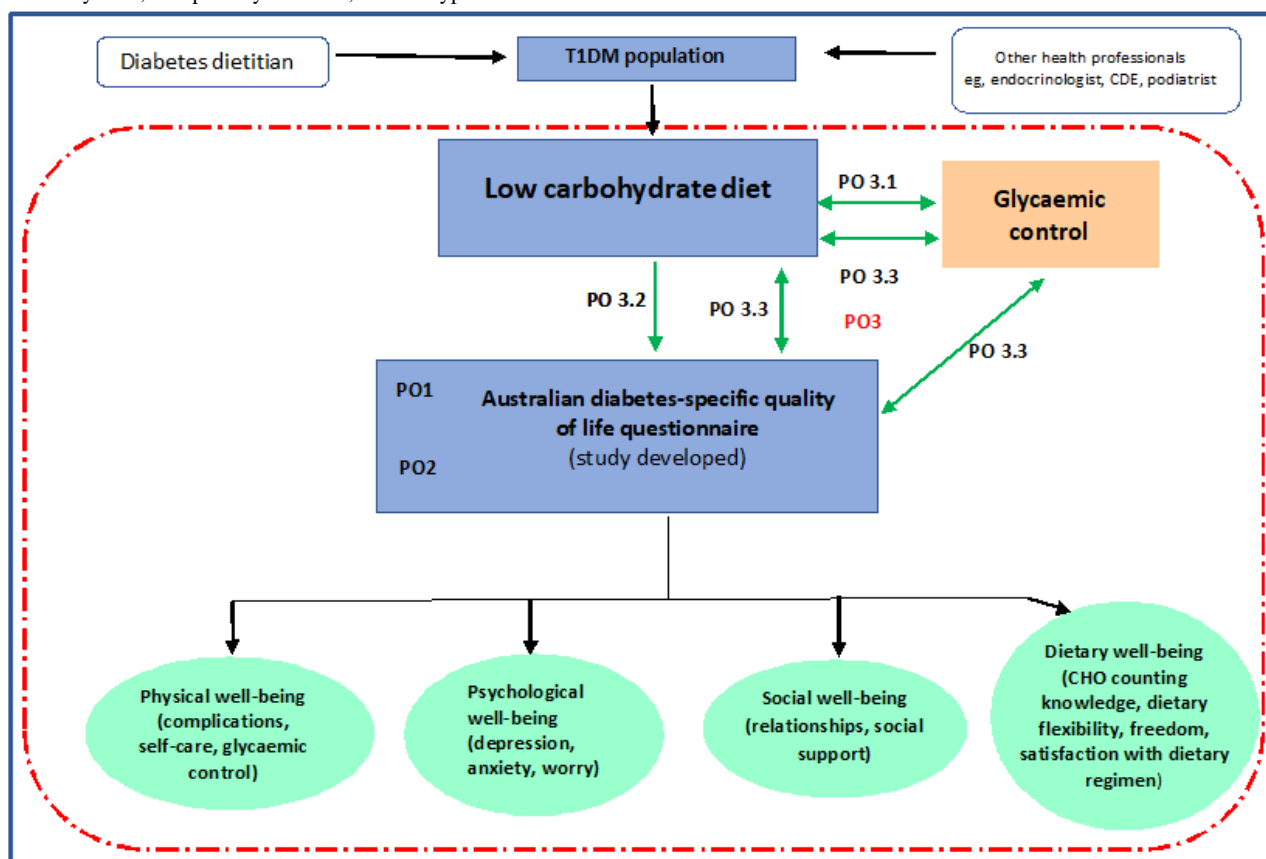 Diabetes dietitian
T1DM population
Other health professionals
eg, endocrinologist, CDE, podiatrist
Low carbohydrate diet
PO 3.1
Glycaemic
control
PO 3.3
PO 3.2
PO 3.3
PO3
PO 3.3
PO1
Australian diabetes-specific quality
of life questionnaire
(study developed)
PO2
Physical well-being
(complications,
self-care, glycaemic
control)
Psychological
well-being
(depression,
anxiety, worry)
Social well-being
(relationships, social
support)
Dietary well-being
(CHO counting
knowledge, dietary
flexibility, freedom,
satisfaction with dietary
regimen)